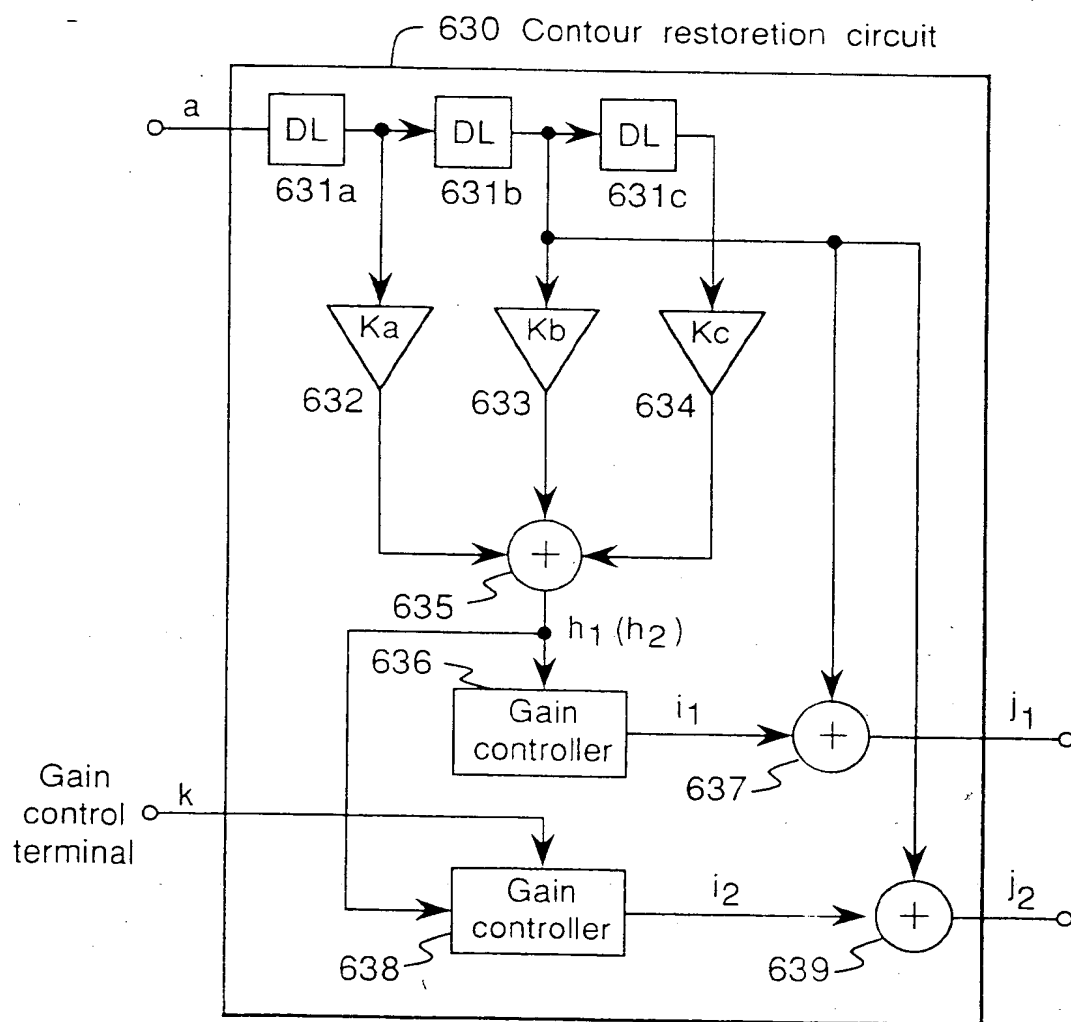 630 Contour restoretion circuit
a
DL
DL
DL
631a
631b
631c
Ka
Kb
Kc
632
633
634
+
635
h1 (h2)
636
Gain
controller
i1
+
j1
637
Gain
control
terminal
k
Gain
controller
i2
+
j2
638
639